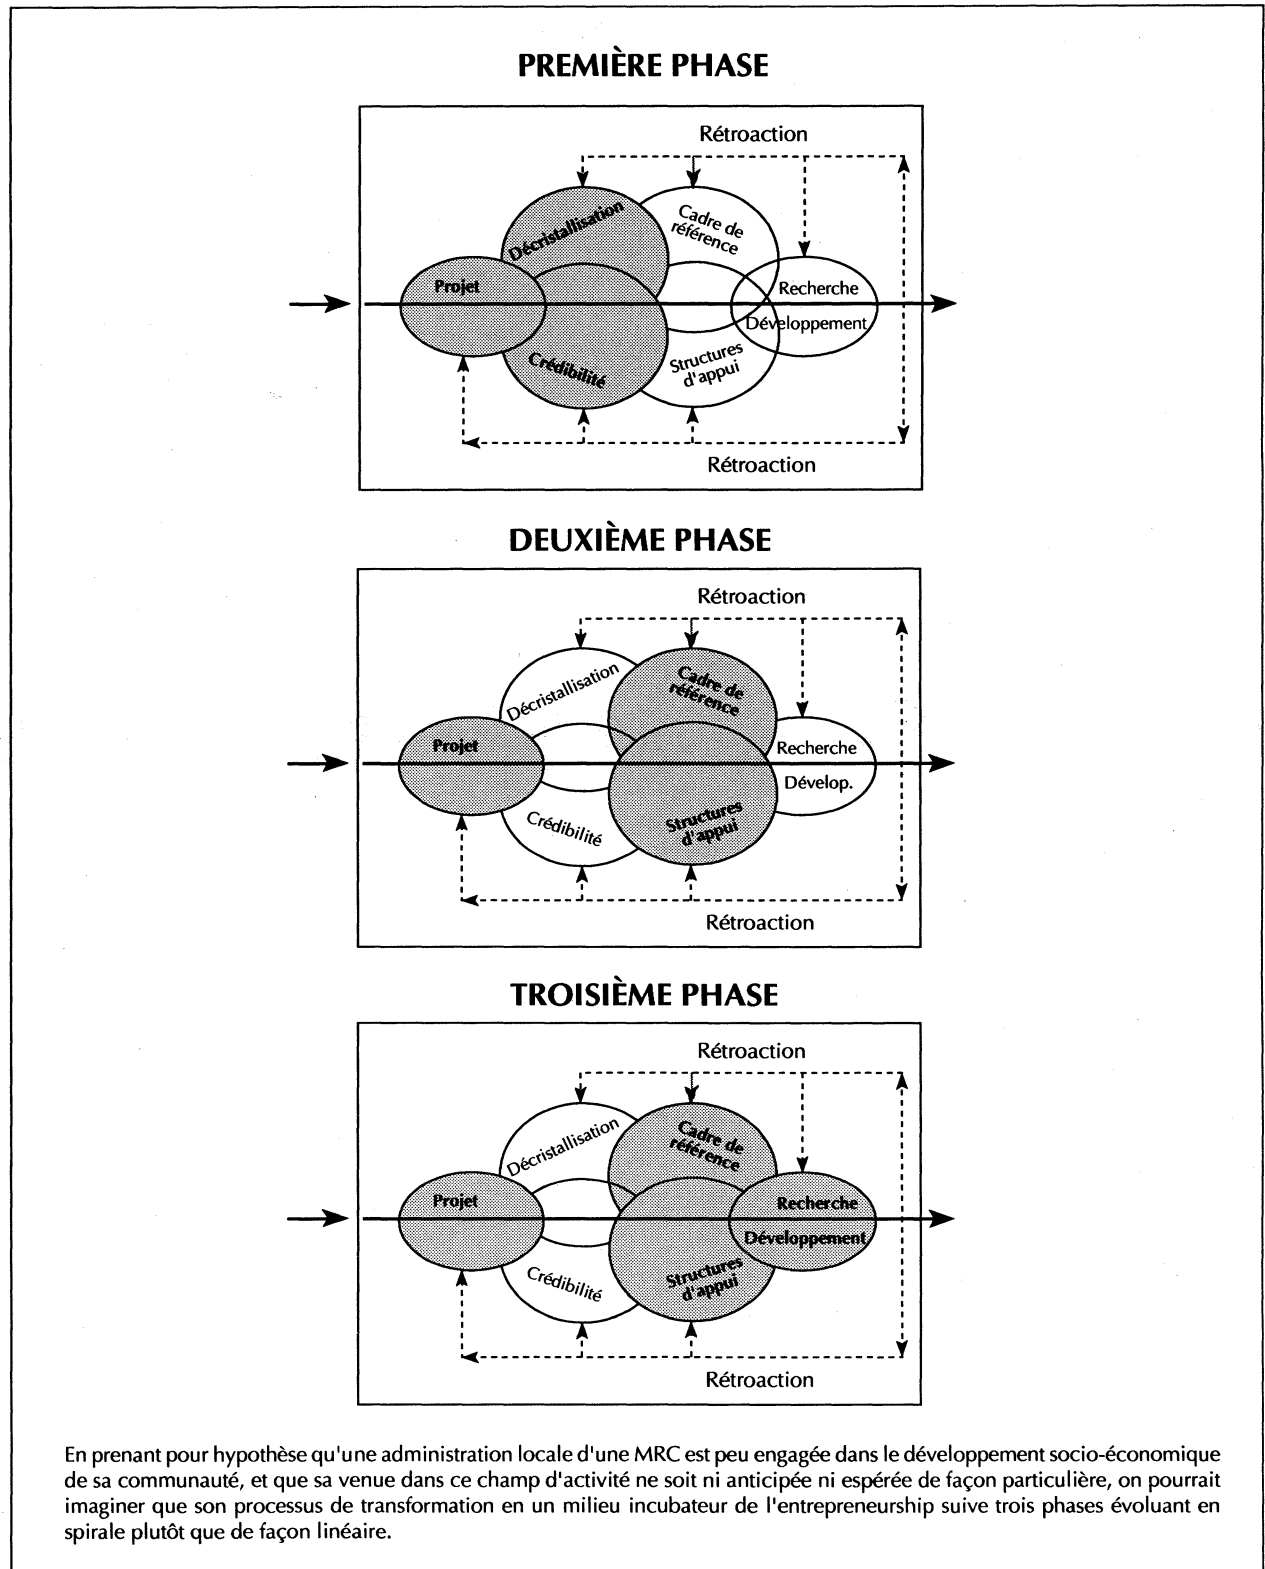 PREMIÈRE PHASE
Rétroaction
Décristallisation
Cadre de
référence
Projet
Recherche
Développement
Crédibilité
Structures
d'appui
Rétroaction
DEUXIÈME PHASE
Rétroaction
Décristallisation
Cadre de
référence
Projet
Recherche
Dévelop.
Crédibilité
Structures
d'appui
Rétroaction
TROISIÈME PHASE
Rétroaction
Décristallisation
Cadre de
référence
Projet
Recherche
Développement
Crédibilité
Structures
d'appui
Rétroaction
En prenant pour hypothèse qu'une administration locale d'une MRC est peu engagée dans le développement socio-économique
de sa communauté, et que sa venue dans ce champ d'activité ne soit ni anticipée ni espérée de façon particulière, on pourrait
imaginer que son processus de transformation en un milieu incubateur de l'entrepreneurship suive trois phases évoluant en
spirale plutôt que de façon linéaire.